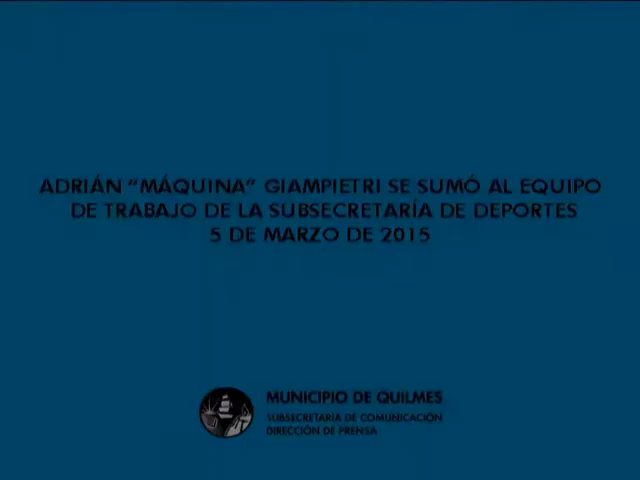 ADRIÁN “MÁQUINA” GIAMPIETRI SE SUMÓ AL EQUIPO
DE TRABAJO DE LA SUBSECRETARÍA DE DEPORTES
5 DE MARZO DE 2015
MUNICIPIO DE QUILMES
SUBSECRETARÍA DE COMUNICACIÓN
DIRECCIÓN DE PRENSA